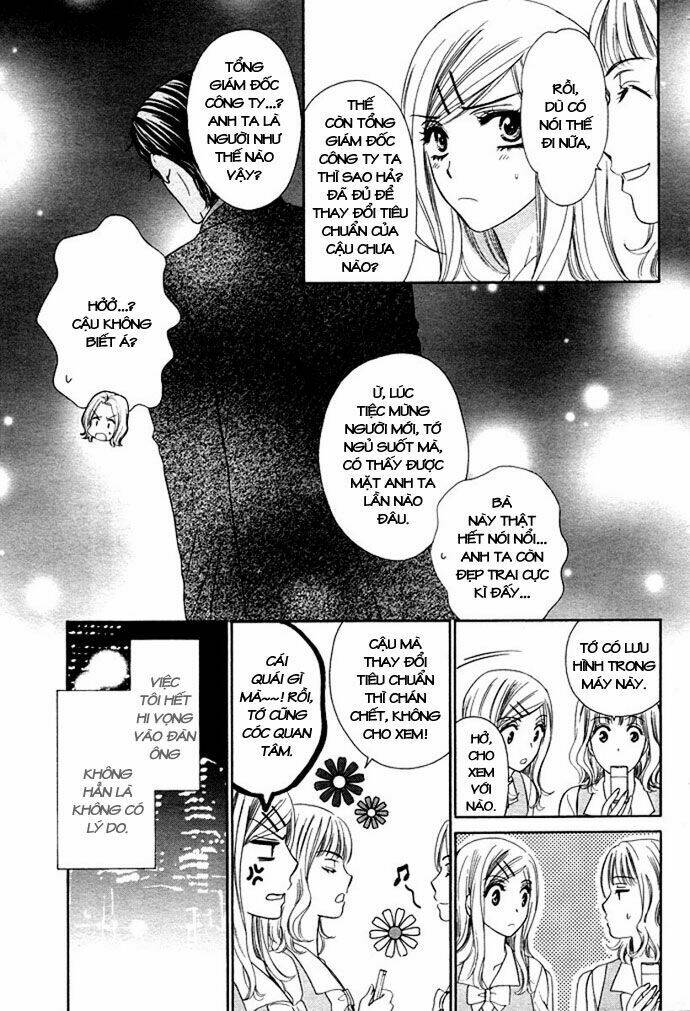 RỒI,
DÙ CÓ
NÓI THẾ
ĐI NỮA,
THẾ
CÒN TỔNG
GIÁM ĐỐC
CÔNG TY TA
THÌ SAO HẢ?
ĐÃ ĐỦ ĐỂ
THAY ĐỔI TIÊU
CHUẨN CỦA
CẬU CHƯA
NÀO?
TỔNG
GIÁM ĐỐC
CÔNG TY...?
ANH TA LÀ
NGƯỜI NHƯ
THẾ NÀO
VẬY?
HỞỞ...?
CẬU KHÔNG
BIẾT Á?
Ừ, LÚC
TIỆC MỪNG
NGƯỜI MỚI, TỚ
NGỦ SUỐT MÀ,
CÓ THẤY ĐƯỢC
MẶT ANH TA
LẦN NÀO
ĐÂU.
BÀ
NÀY THẬT
HẾT NÓI NỔI...
ANH TA CÒN
ĐẸP TRAI CỰC
KÌ ĐẤY...
TỚ CÓ LƯU
HÌNH TRONG
MÁY NÀY.
HỞ,
CHO XEM
VỚI
NÀO.
CẬU MÀ
THAY ĐỔI
TIÊU CHUẨN
THÌ CHÁN
CHẾT, KHÔNG
CHO XEM!
CÁI
QUÁI GÌ
MÀ~~! RỒI,
TỚ CŨNG
CÓC QUAN
TÂM.
VIỆC
TÔI HẾT
HI VỌNG
VÀO ĐÀN
ÔNG
KHÔNG
HẲN LÀ
KHÔNG CÓ
LÝ DO.